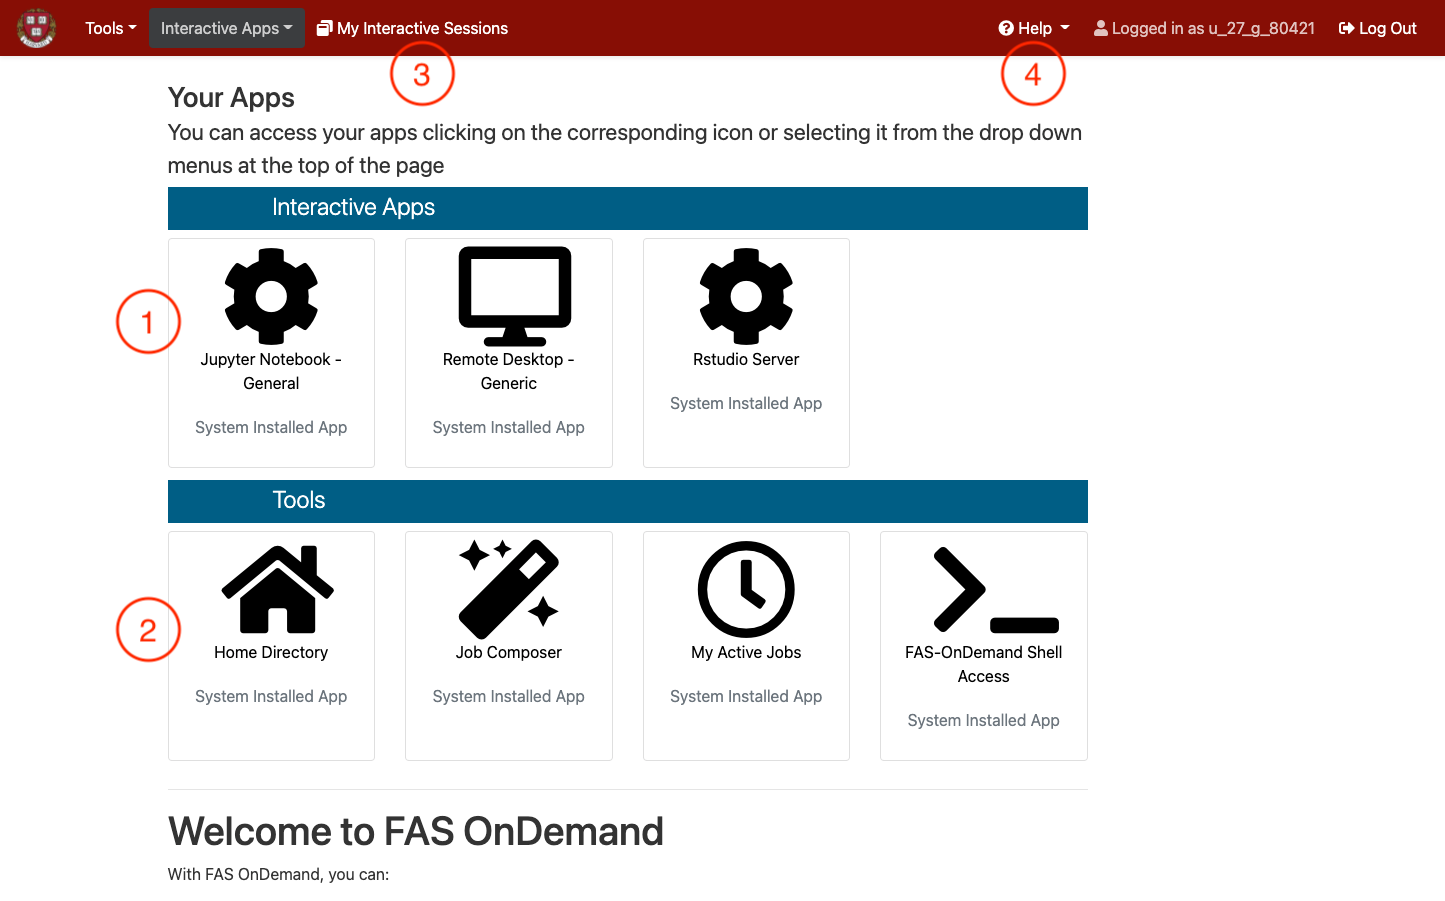 Tools Interactive Apps My Interactive Sessions Help Logged in as u_27_g_80421 Log Out
3
4
Your Apps
You can access your apps clicking on the corresponding icon or selecting it from the drop down
menus at the top of the page
Interactive Apps
1
Jupyter Notebook -
General
System Installed App
Remote Desktop -
Generic
System Installed App
Rstudio Server
System Installed App
Tools
2
Home Directory
System Installed App
Job Composer
System Installed App
My Active Jobs
System Installed App
FAS-OnDemand Shell
Access
System Installed App
Welcome to FAS OnDemand
With FAS OnDemand, you can: